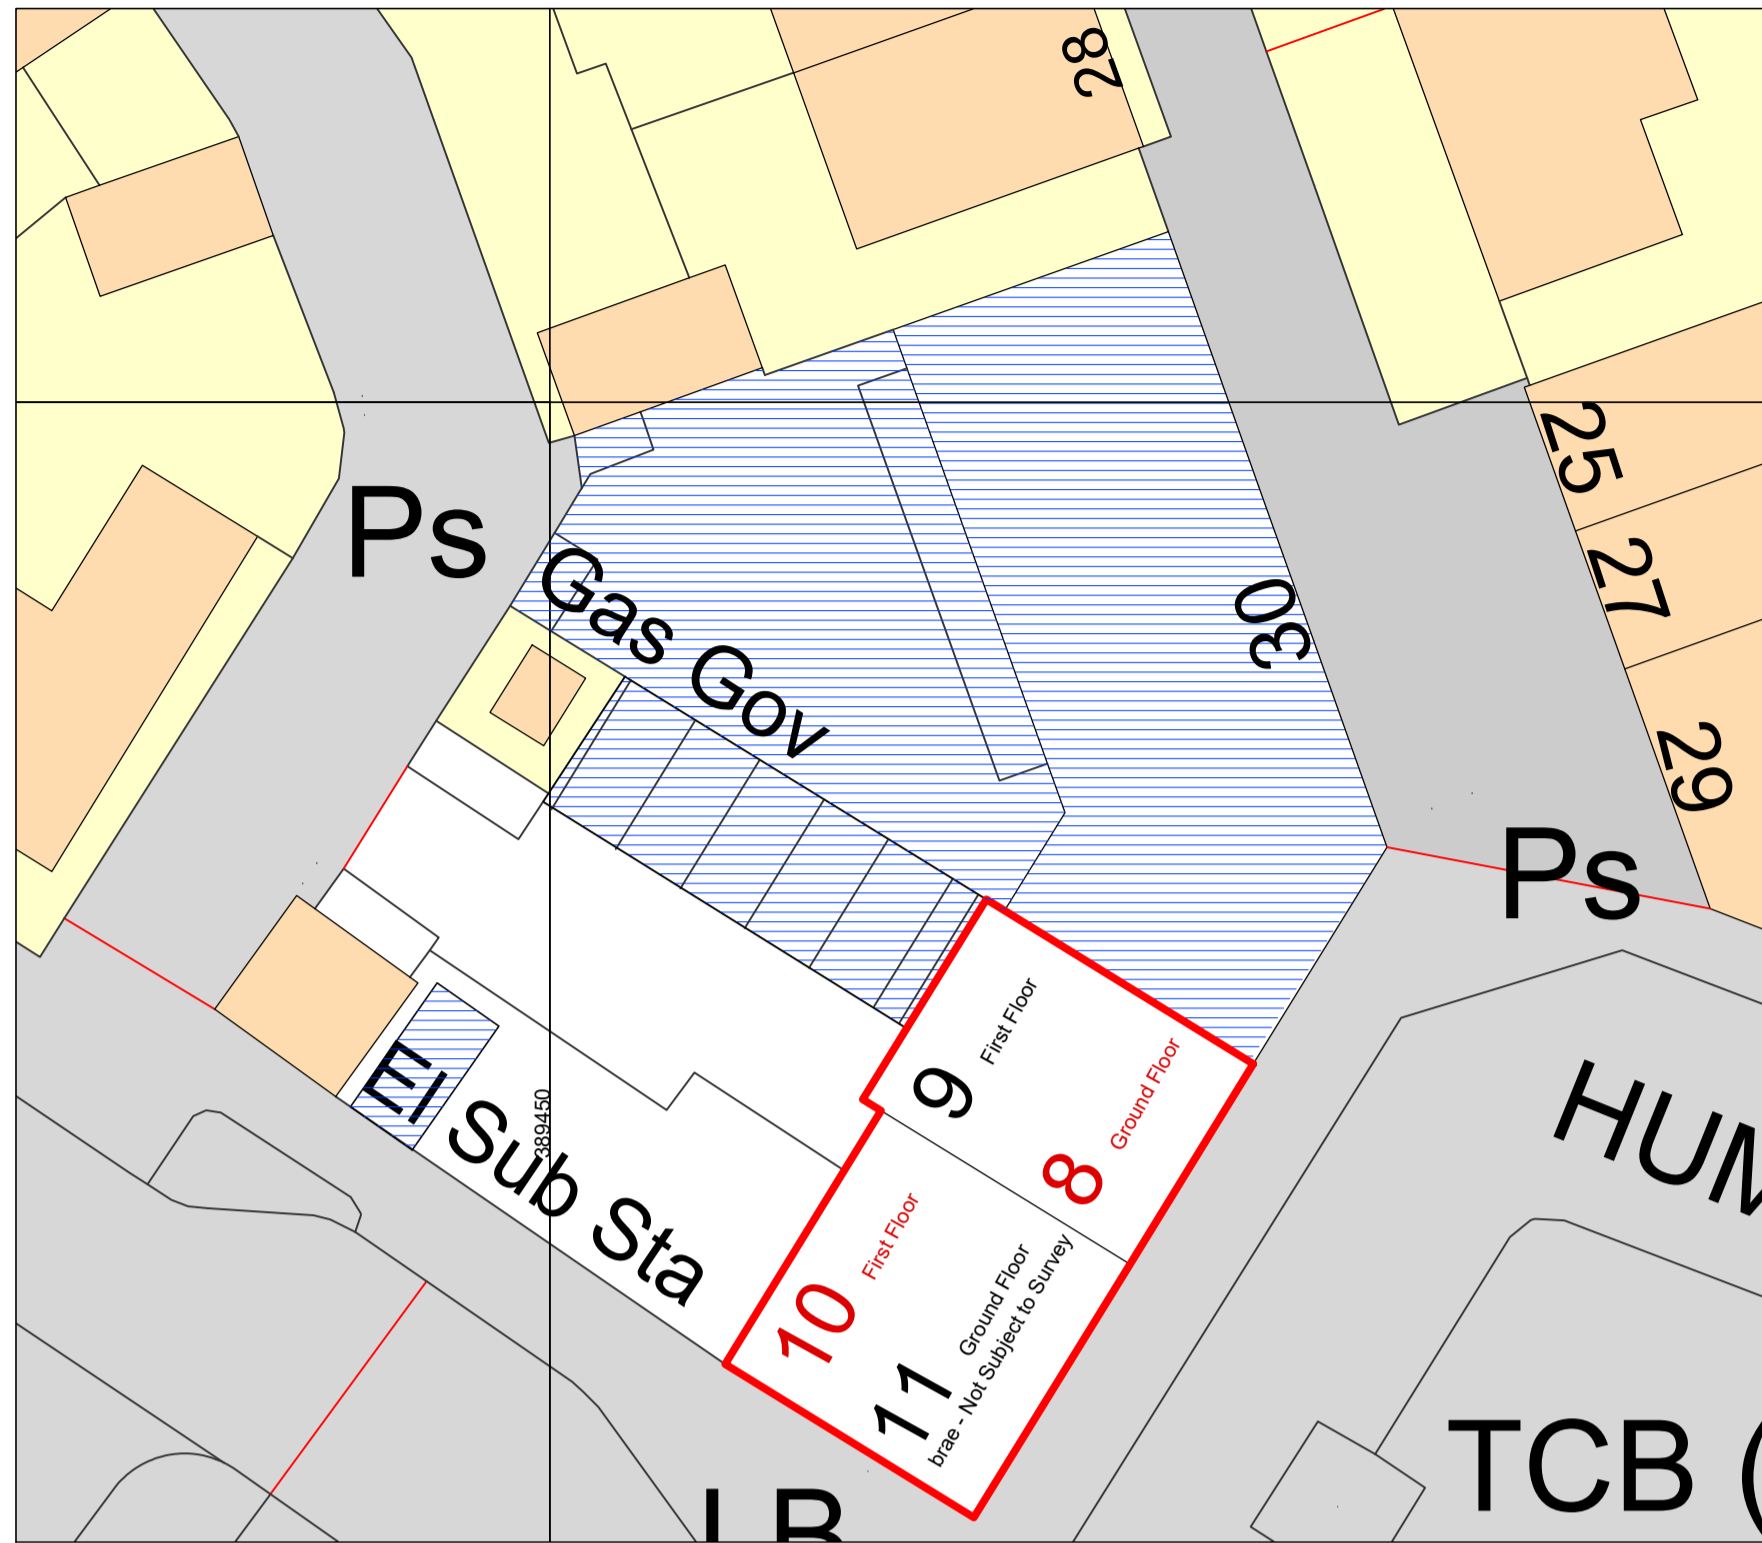 28
25
27
29
Ps
Gas Gov
30
Ps
9 First Floor
8 Ground Floor
El Sub Sta
389450
10 First Floor
11 Ground Floor
brae - Not Subject to Survey
HUM
TCB (
LB